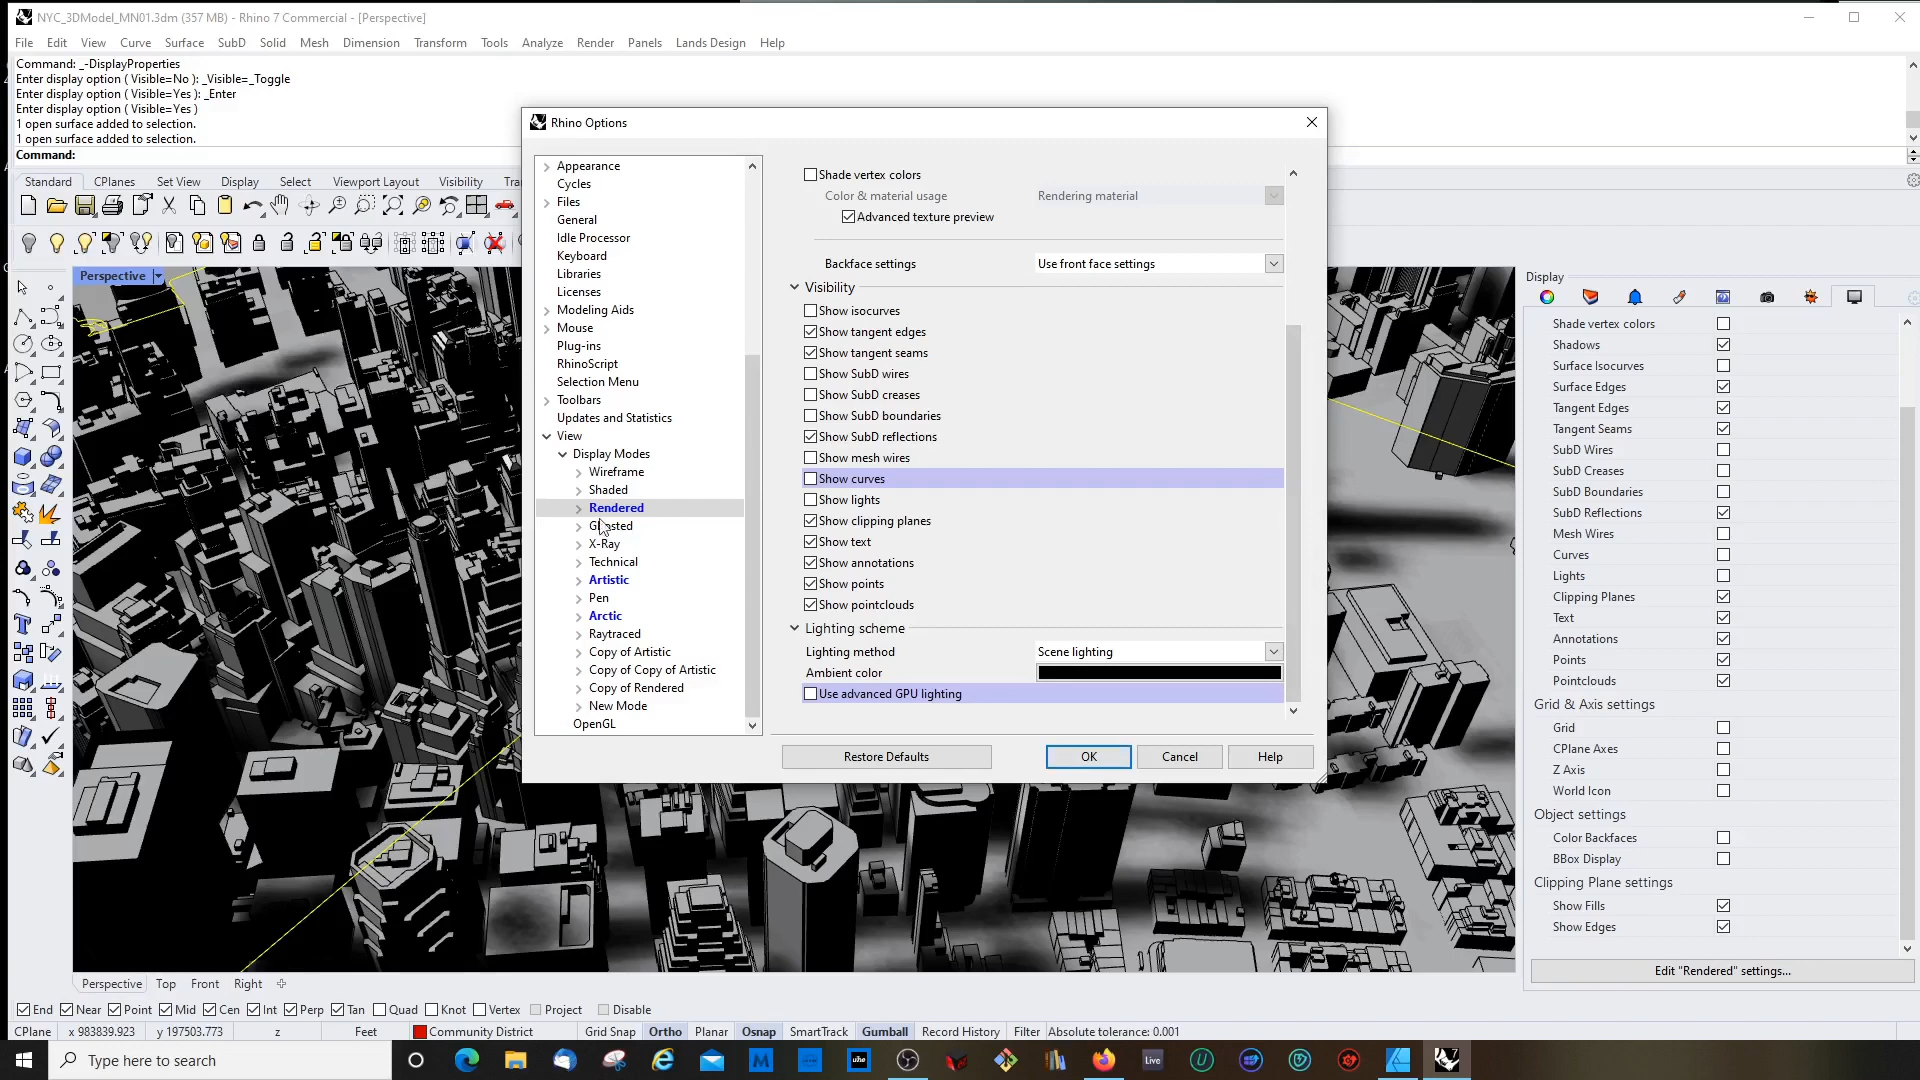 NYC_3DModel_MN01.3dm (357 MB) - Rhino 7 Commercial - [Perspective]
File Edit View Curve Surface SubD Solid Mesh Dimension Transform Tools Analyze Render Panels Lands Design Help
Command: _-DisplayProperties
Enter display option ( Visible=No ): _Visible=_Toggle
Enter display option ( Visible=Yes ): _Enter
Enter display option ( Visible=Yes )
1 open surface added to selection.
1 open surface added to selection.
Command:
Standard CPlanes Set View Display Select Viewport Layout Visibility
Perspective
Rhino Options
Appearance
Cycles
Files
General
Idle Processor
Keyboard
Libraries
Licenses
Modeling Aids
Mouse
Plug-ins
RhinoScript
Selection Menu
Toolbars
Updates and Statistics
View
Display Modes
Wireframe
Shaded
Rendered
Ghosted
X-Ray
Technical
Artistic
Pen
Arctic
Raytraced
Copy of Artistic
Copy of Copy of Artistic
Copy of Rendered
New Mode
OpenGL
Shade vertex colors
Color & material usage Rendering material
Advanced texture preview
Backface settings Use front face settings
Visibility
Show isocurves
Show tangent edges
Show tangent seams
Show SubD wires
Show SubD creases
Show SubD boundaries
Show SubD reflections
Show mesh wires
Show curves
Show lights
Show clipping planes
Show text
Show annotations
Show points
Show pointclouds
Lighting scheme
Lighting method Scene lighting
Ambient color
Use advanced GPU lighting
Restore Defaults OK Cancel Help
Display
Shade vertex colors
Shadows
Surface Isocurves
Surface Edges
Tangent Edges
Tangent Seams
SubD Wires
SubD Creases
SubD Boundaries
SubD Reflections
Mesh Wires
Curves
Lights
Clipping Planes
Text
Annotations
Points
Pointclouds
Grid & Axis settings
Grid
CPlane Axes
Z Axis
World Icon
Object settings
Color Backfaces
BBox Display
Clipping Plane settings
Show Fills
Show Edges
Edit "Rendered" settings...
Perspective Top Front Right
End Near Point Mid Cen Int Perp Tan Quad Knot Vertex Project Disable
CPlane x 983839.923 y 197503.773 z Feet Community District Grid Snap Ortho Planar Osnap SmartTrack Gumball Record History Filter Absolute tolerance: 0.001
Type here to search
uhe
Live